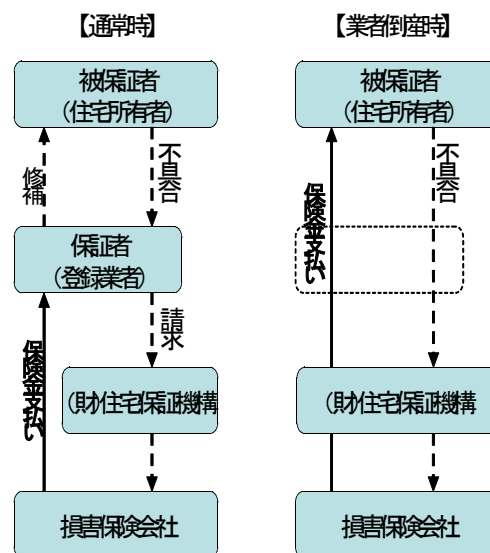 【通常時】
被保証者
(住宅所有者)
修補
不具合
保証者
(登録業者)
請求
保険金支払い
(財住宅保証機構
損害保険会社
【業者倒産時】
被保証者
(住宅所有者)
保険金支払い
不具合
(財住宅保証機構
損害保険会社